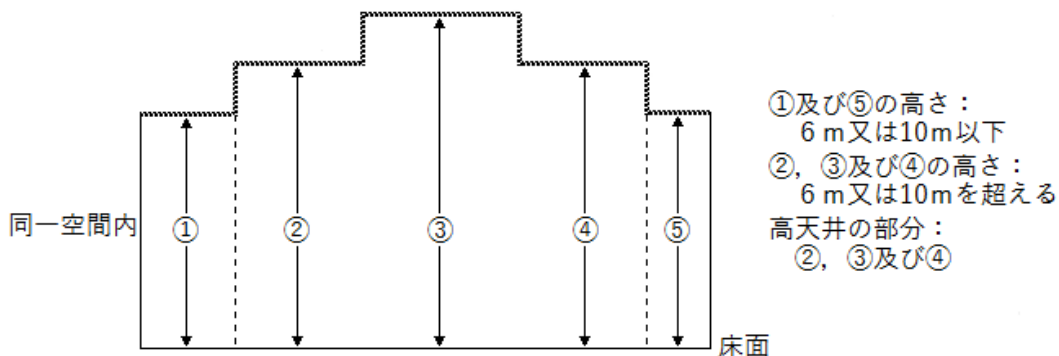 ①及び⑤の高さ：
6ｍ又は10ｍ以下
②，③及び④の高さ：
6ｍ又は10ｍを超える
高天井の部分：
②，③及び④
同一空間内
①
②
③
④
⑤
床面